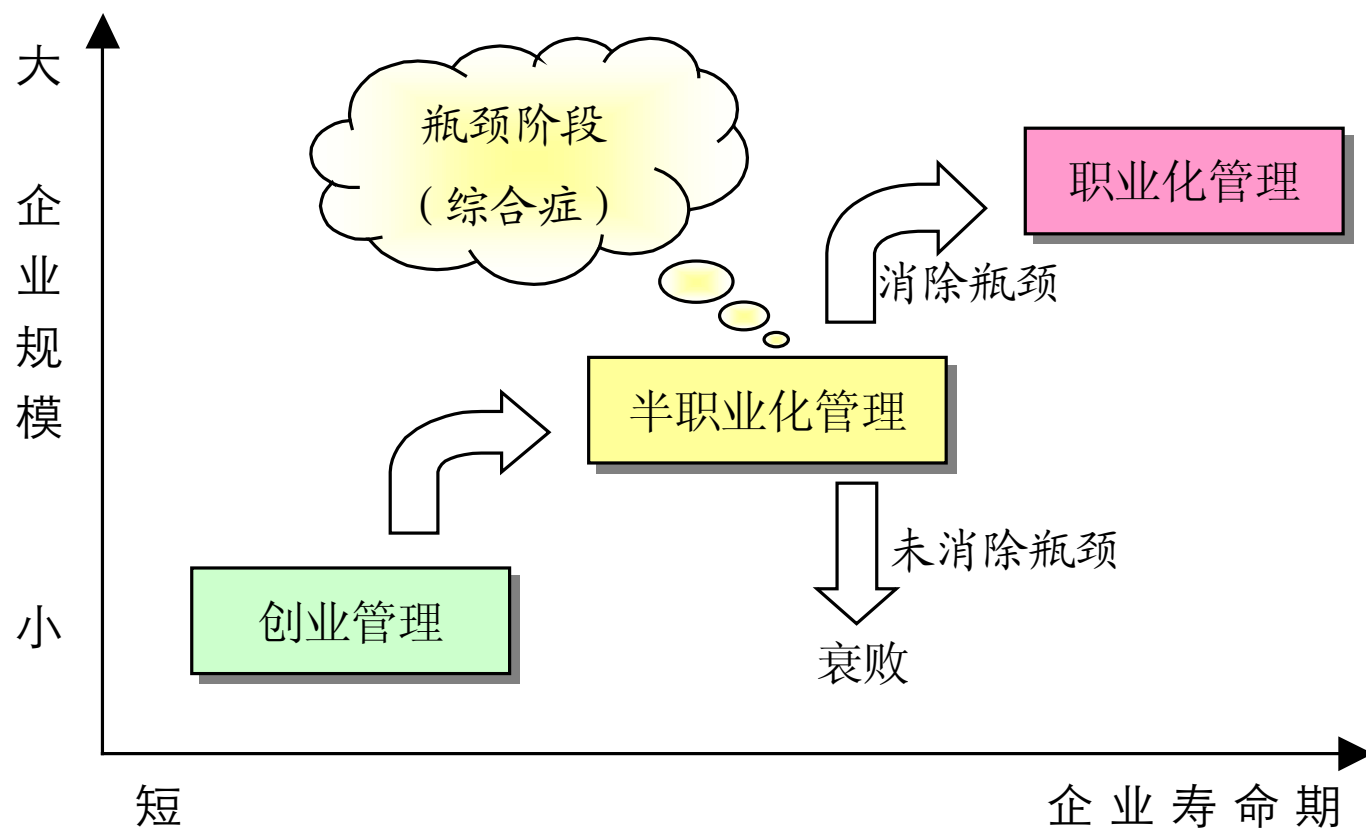 大
企业规模
小
瓶颈阶段
（综合症）
职业化管理
消除瓶颈
半职业化管理
未消除瓶颈
衰败
创业管理
短
企业寿命期